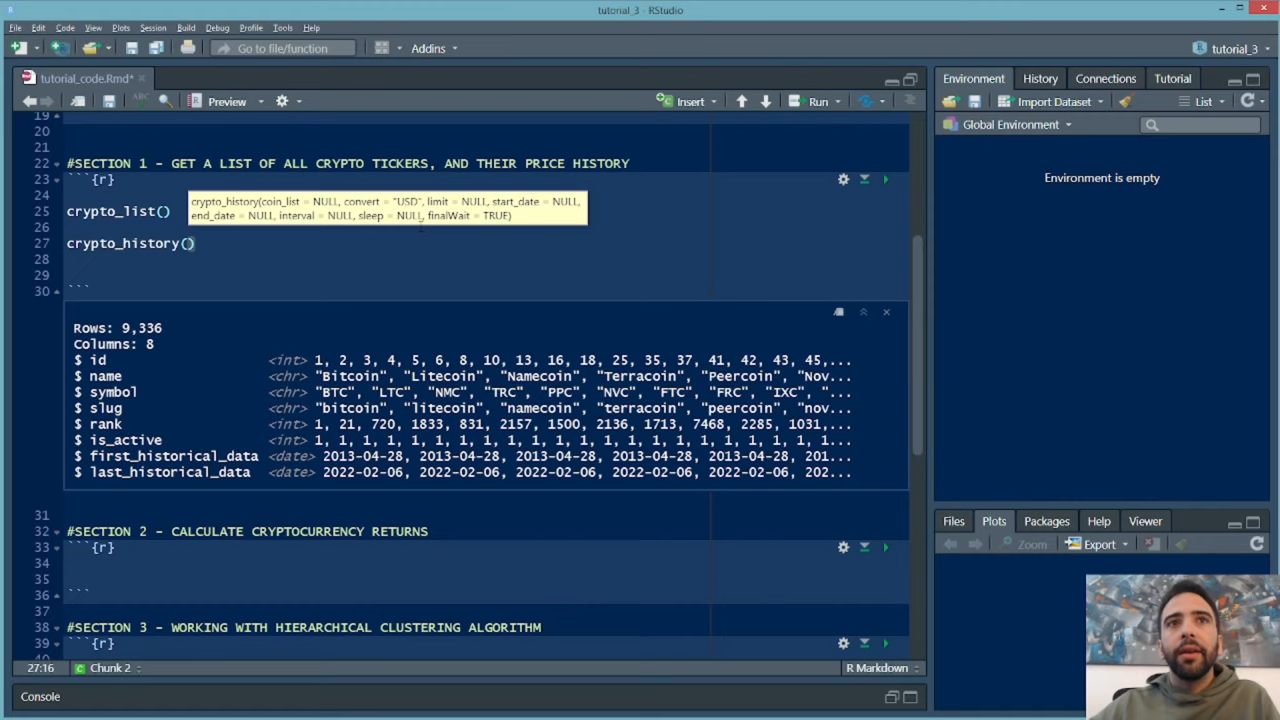 tutorial_3 - RStudio
File Edit Code View Plots Session Build Debug Profile Tools Help
Go to file/function Addins tutorial_3
tutorial_code.Rmd*
ABC Preview Insert Run
19
20
21
22 #SECTION 1 - GET A LIST OF ALL CRYPTO TICKERS, AND THEIR PRICE HISTORY
23 ```{r}
24
crypto_history(coin_list = NULL, convert = "USD", limit = NULL, start_date = NULL,
25 crypto_list()
end_date = NULL, interval = NULL, sleep = NULL, finalWait = TRUE)
26
27 crypto_history()
28
29
30 ```
Rows: 9,336
Columns: 8
$ id <int> 1, 2, 3, 4, 5, 6, 8, 10, 13, 16, 18, 25, 35, 37, 41, 42, 43, 45,...
$ name <chr> "Bitcoin", "Litecoin", "Namecoin", "Terracoin", "Peercoin", "Nov...
$ symbol <chr> "BTC", "LTC", "NMC", "TRC", "PPC", "NVC", "FTC", "FRC", "IXC", "...
$ slug <chr> "bitcoin", "litecoin", "namecoin", "terracoin", "peercoin", "nov...
$ rank <int> 1, 21, 720, 1833, 831, 2157, 1500, 2136, 1713, 7468, 2285, 1031,...
$ is_active <int> 1, 1, 1, 1, 1, 1, 1, 1, 1, 1, 1, 1, 1, 1, 1, 1, 1, 1, 1, 1, 1, 1...
$ first_historical_data <date> 2013-04-28, 2013-04-28, 2013-04-28, 2013-04-28, 2013-04-28, 201...
$ last_historical_data <date> 2022-02-06, 2022-02-06, 2022-02-06, 2022-02-06, 2022-02-06, 202...
31
32 #SECTION 2 - CALCULATE CRYPTOCURRENCY RETURNS
33 ```{r}
34
35
36 ```
37
38 #SECTION 3 - WORKING WITH HIERARCHICAL CLUSTERING ALGORITHM
39 ```{r}
40
27:16 Chunk 2 R Markdown
Console
Environment History Connections Tutorial
Import Dataset List
Global Environment
Environment is empty
Files Plots Packages Help Viewer
Zoom Export